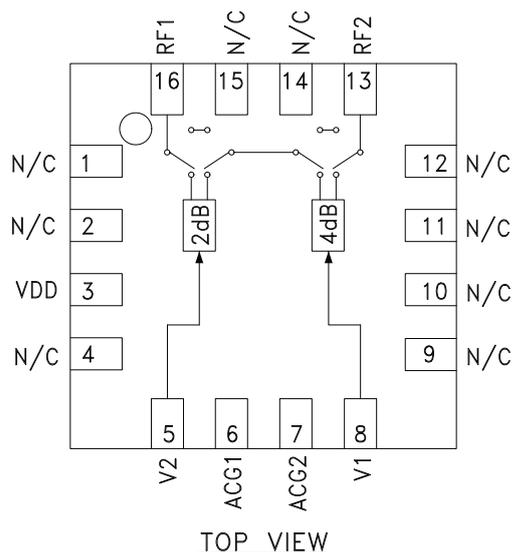 RF1
N/C
N/C
RF2
16
15
14
13
N/C 1
12 N/C
N/C 2
11 N/C
2dB
4dB
VDD 3
10 N/C
N/C 4
9 N/C
5
6
7
8
V2
ACG1
ACG2
V1
TOP VIEW